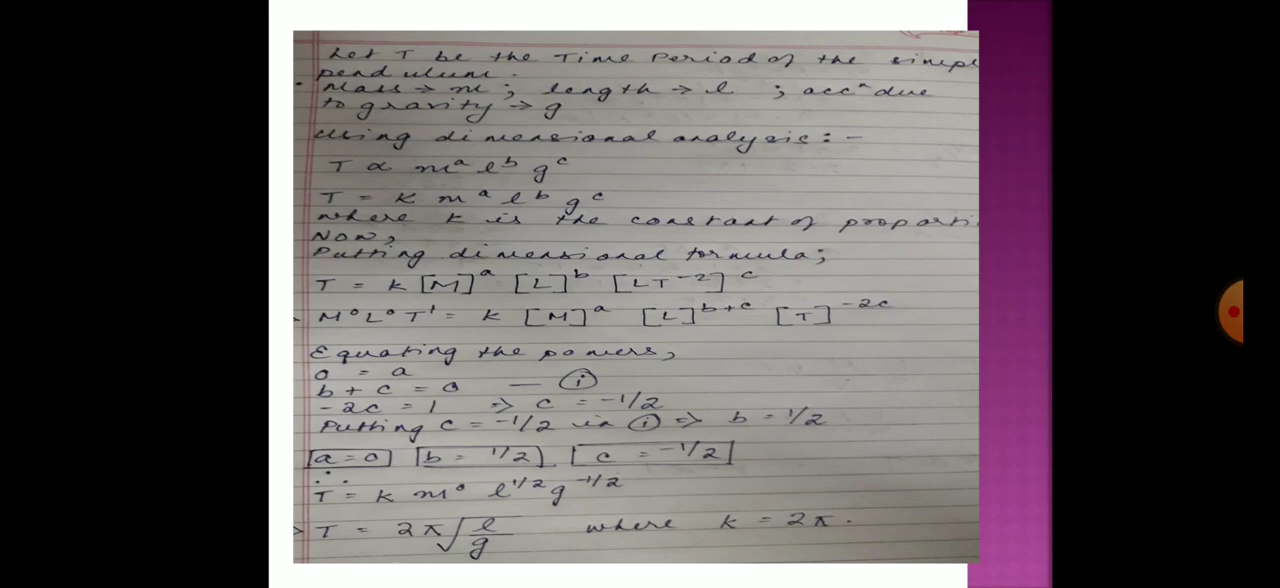 Let T be the Time Period of the simpl
pendulum.
Mass → m ; length → l ; accⁿ due
to gravity → g
Using dimensional analysis : -
T ∝ mᵃ lᵇ gᶜ
T = K mᵃ lᵇ gᶜ
where K is the constant of proporti
Now,
Putting dimensional formula;
T = K [M]ᵃ [L]ᵇ [LT⁻²]ᶜ
M⁰L⁰T¹ = K [M]ᵃ [L]ᵇ⁺ᶜ [T]⁻²ᶜ
Equating the powers,
0 = a
b + c = 0 — (i)
-2c = 1 ⇒ c = -1/2
Putting c = -1/2 in (i) ⇒ b = 1/2
[a = 0] [b = 1/2] [c = -1/2]
∴ T = K m⁰ l^1/2 g^-1/2
T = 2π√l/g where K = 2π.